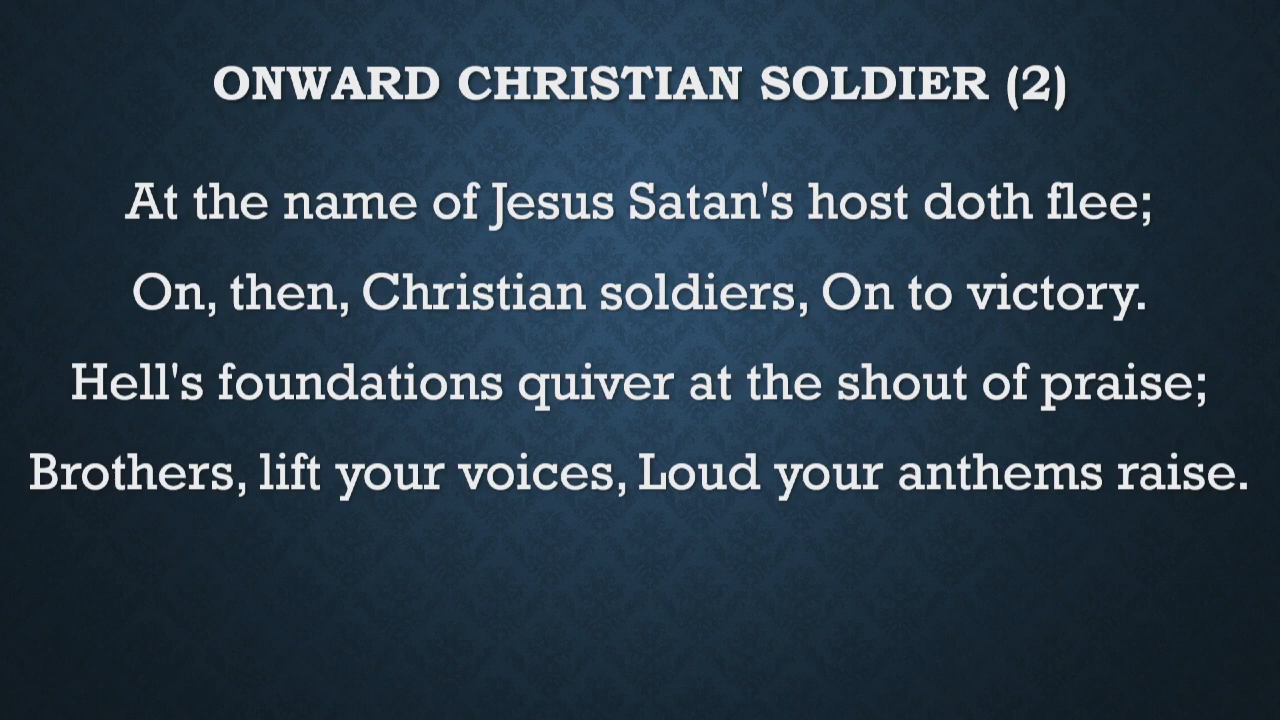 ONWARD CHRISTIAN SOLDIER (2)
At the name of Jesus Satan's host doth flee;
On, then, Christian soldiers, On to victory.
Hell's foundations quiver at the shout of praise;
Brothers, lift your voices, Loud your anthems raise.